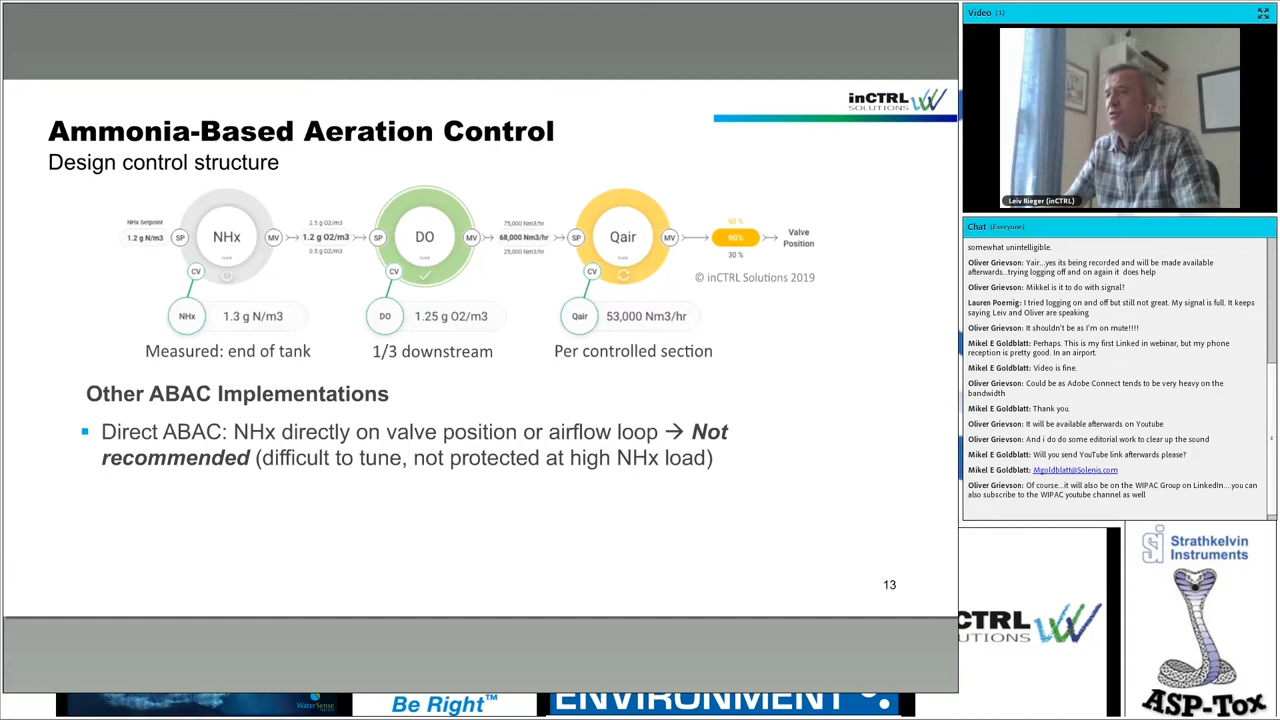 inCTRL
SOLUTIONS
Ammonia-Based Aeration Control
Design control structure
NHx Setpoint
1.2 g N/m3
SP
NHx
MV
CV
2.5 g O2/m3
1.2 g O2/m3
0.5 g O2/m3
SP
DO
MV
CV
75,000 Nm3/hr
68,000 Nm3/hr
25,000 Nm3/hr
SP
Qair
MV
CV
90 %
90%
30 %
Valve
Position
© inCTRL Solutions 2019
NHx
1.3 g N/m3
DO
1.25 g O2/m3
Qair
53,000 Nm3/hr
Measured: end of tank
1/3 downstream
Per controlled section
Other ABAC Implementations
Direct ABAC: NHx directly on valve position or airflow loop → Not
recommended (difficult to tune, not protected at high NHx load)
13
Video (1)
Leiv Rieger (inCTRL)
Chat (Everyone)
somewhat unintelligible.
Oliver Grievson: Yair...yes its being recorded and will be made available
afterwards...trying logging off and on again it does help
Oliver Grievson: Mikkel is it to do with signal?
Lauren Poernig: I tried logging on and off but still not great. My signal is full. It keeps
saying Leiv and Oliver are speaking
Oliver Grievson: It shouldn't be as I'm on mute!!!!
Mikel E Goldblatt: Perhaps. This is my first Linked in webinar, but my phone
reception is pretty good. In an airport.
Mikel E Goldblatt: Video is fine.
Oliver Grievson: Could be as Adobe Connect tends to be very heavy on the
bandwidth
Mikel E Goldblatt: Thank you.
Oliver Grievson: It will be available afterwards on Youtube
Oliver Grievson: And i do do some editorial work to clear up the sound
Mikel E Goldblatt: Will you send YouTube link afterwards please?
Mikel E Goldblatt: Mgoldblatt@Solenis.com
Oliver Grievson: Of course...it will also be on the WIPAC Group on LinkedIn....you can
also subscribe to the WIPAC youtube channel as well
CTRL
UTIONS
Strathkelvin
Instruments
ASP-Tox
WaterSense
Be Right™
ENVIRONMENT